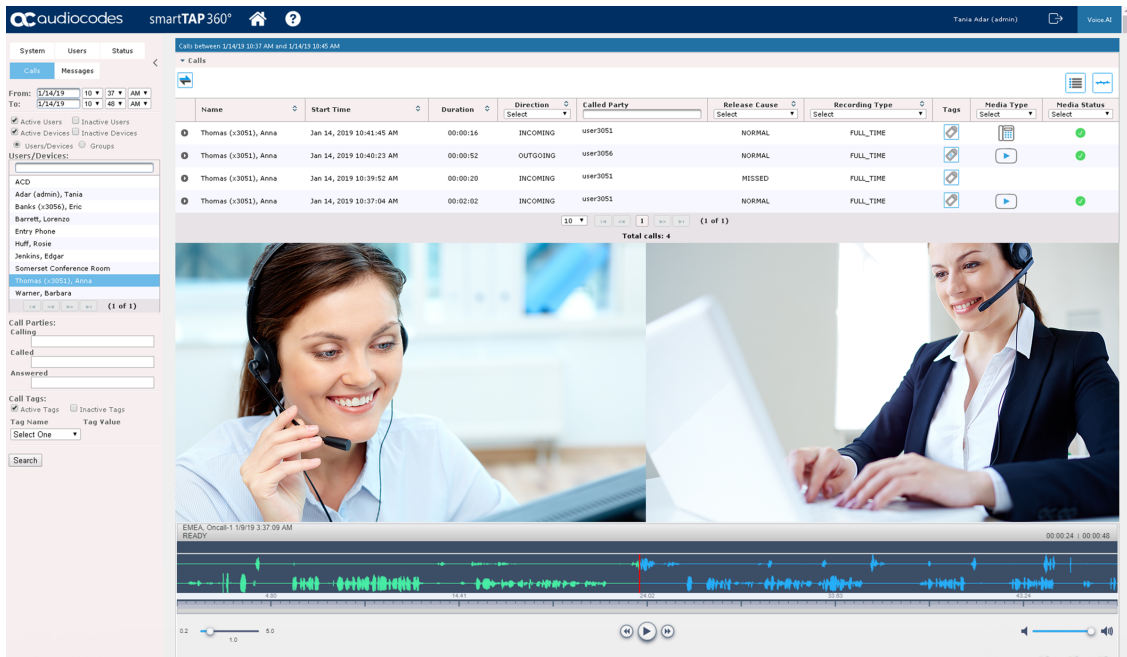 audiocodes smartTAP 360° Tania Adar (admin) Voice.AI
System Users Status
Calls Messages
From: 1/14/19 10 37 AM
To: 1/14/19 10 48 AM
Active Users Inactive Users
Active Devices Inactive Devices
Users/Devices Groups
Users/Devices:
ACD
Adar (admin), Tania
Banks (x3056), Eric
Barrett, Lorenzo
Entry Phone
Huff, Rosie
Jenkins, Edgar
Somerset Conference Room
Thomas (x3051), Anna
Warner, Barbara
(1 of 1)
Call Parties:
Calling
Called
Answered
Call Tags:
Active Tags Inactive Tags
Tag Name Tag Value
Select One
Search
Calls between 1/14/19 10:37 AM and 1/14/19 10:45 AM
Calls
Name Start Time Duration Direction Called Party Release Cause Recording Type Tags Media Type Media Status
Select Select Select Select Select
Thomas (x3051), Anna Jan 14, 2019 10:41:45 AM 00:00:16 INCOMING user3051 NORMAL FULL_TIME
Thomas (x3051), Anna Jan 14, 2019 10:40:23 AM 00:00:52 OUTGOING user3056 NORMAL FULL_TIME
Thomas (x3051), Anna Jan 14, 2019 10:39:52 AM 00:00:20 INCOMING user3051 MISSED FULL_TIME
Thomas (x3051), Anna Jan 14, 2019 10:37:04 AM 00:02:02 INCOMING user3051 NORMAL FULL_TIME
10 1 (1 of 1)
Total calls: 4
EMEA, Oncall-1 1/9/19 3:37:09 AM
READY 00:00:24 | 00:00:48
4.80 14.41 24.02 33.63 43.24
0.2 5.0
1.0